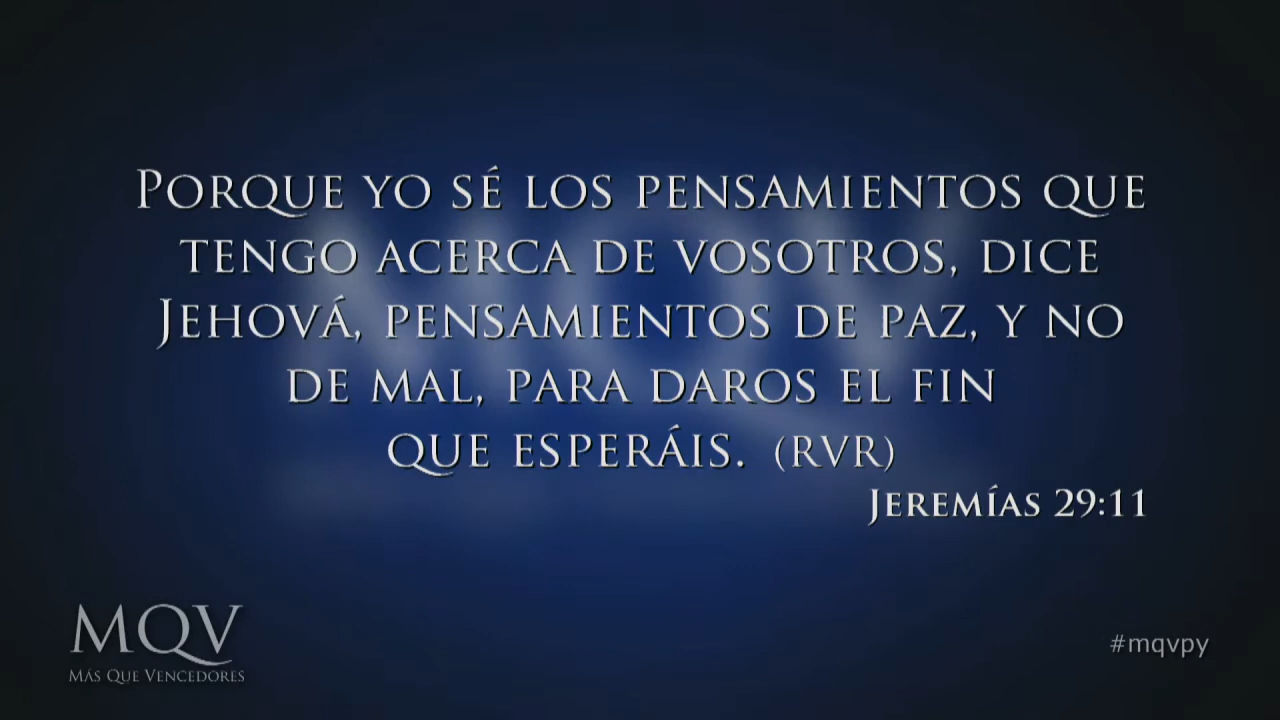 Porque yo sé los pensamientos que
tengo acerca de vosotros, dice
Jehová, pensamientos de paz, y no
de mal, para daros el fin
que esperáis. (RVR)
Jeremías 29:11
MQV
Más Que Vencedores
#mqvpy